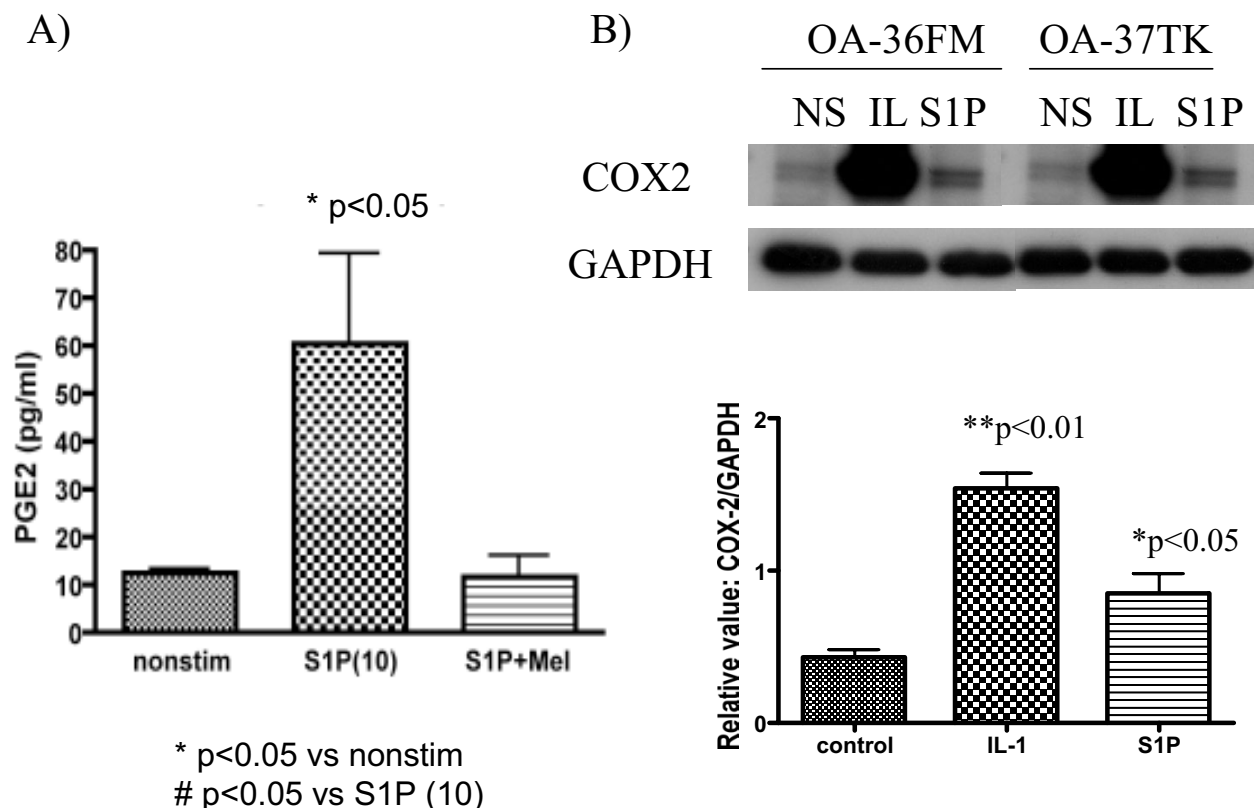 A)
* p<0.05
PGE2 (pg/ml)
80
70
60
50
40
30
20
10
0
nonstim S1P(10) S1P+Mel
* p<0.05 vs nonstim
# p<0.05 vs S1P (10)
B)
OA-36FM OA-37TK
NS IL S1P NS IL S1P
COX2
GAPDH
Relative value: COX-2/GAPDH
2
1
0
**p<0.01
*p<0.05
control IL-1 S1P